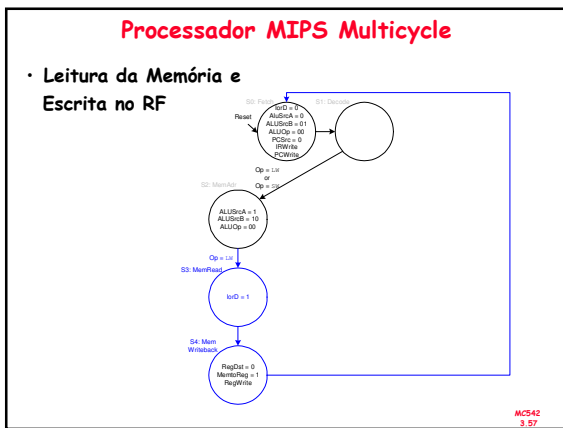 Processador MIPS Multicycle
• Leitura da Memória e
Escrita no RF
S0: Fetch
S1: Decode
Reset
IorD = 0
AluSrcA = 0
ALUSrcB = 01
ALUOp = 00
PCSrc = 0
IRWrite
PCWrite
Op = LW
or
Op = SW
S2: MemAdr
ALUSrcA = 1
ALUSrcB = 10
ALUOp = 00
Op = LW
S3: MemRead
IorD = 1
S4: Mem
Writeback
RegDst = 0
MemtoReg = 1
RegWrite
MC542
3.57